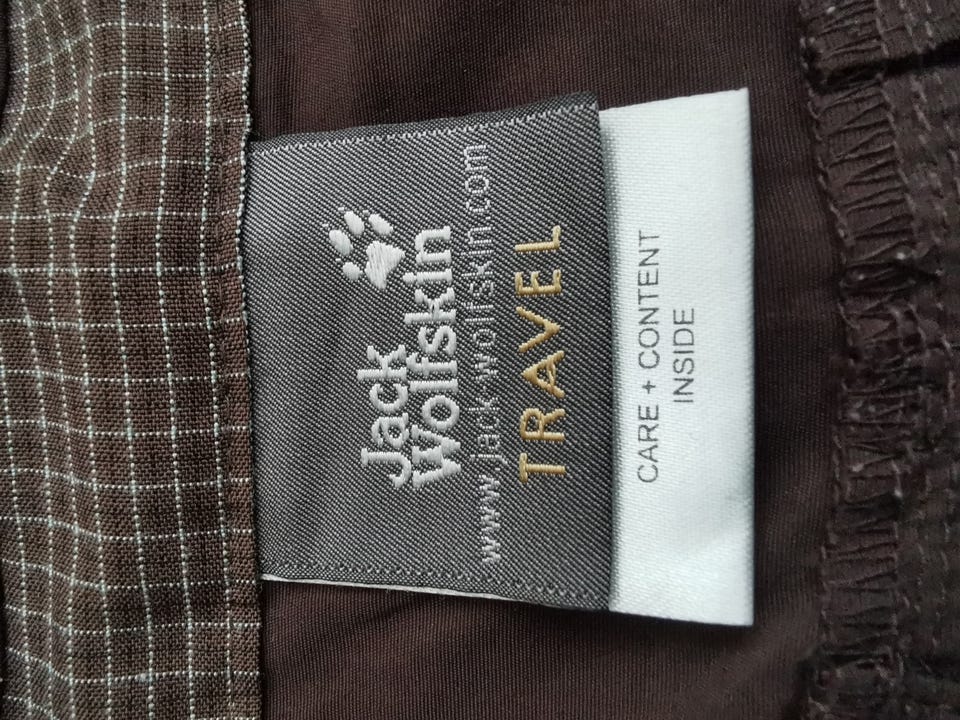 Jack
Wolfskin
www.jack-wolfskin.com
TRAVEL
CARE + CONTENT
INSIDE